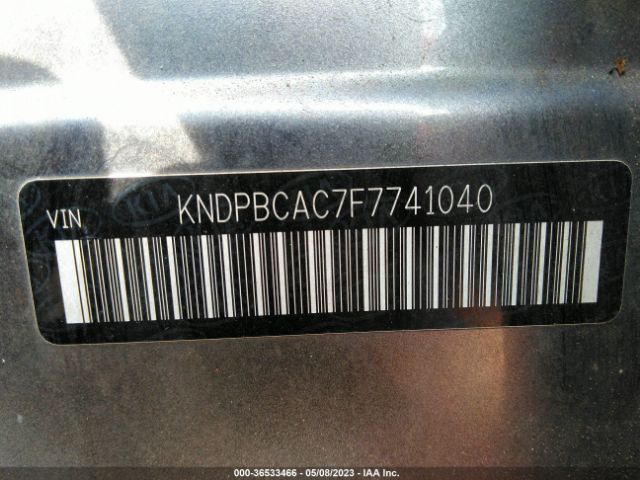 VIN KNDPBCAC7F7741040
000-36533466 - 05/08/2023 - IAA Inc.